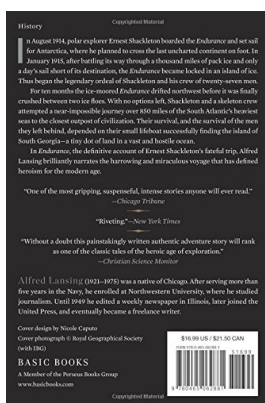 Copyrighted Material
History
In August 1914, polar explorer Ernest Shackleton boarded the Endurance and set sail
for Antarctica, where he planned to cross the last uncharted continent on foot. In
January 1915, after battling its way through a thousand miles of pack ice and only
a day's sail short of its destination, the Endurance became locked in an island of ice.
Thus began the legendary ordeal of Shackleton and his crew of twenty-seven men.
For ten months the ice-moored Endurance drifted northwest before it was finally
crushed between two ice floes. With no options left, Shackleton and a skeleton crew
attempted a near-impossible journey over 850 miles of the South Atlantic's heaviest
seas to the closest outpost of civilization. Their survival, and the survival of the men
they left behind, depended on their small lifeboat successfully finding the island of
South Georgia—a tiny dot of land in a vast and hostile ocean.
In Endurance, the definitive account of Ernest Shackleton's fateful trip, Alfred
Lansing brilliantly narrates the harrowing and miraculous voyage that has defined
heroism for the modern age.
"One of the most gripping, suspenseful, intense stories anyone will ever read."
—Chicago Tribune
"Riveting."—New York Times
"Without a doubt this painstakingly written authentic adventure story will rank
as one of the classic tales of the heroic age of exploration."
—Christian Science Monitor
Alfred Lansing (1921–1975) was a native of Chicago. After serving more than
five years in the Navy, he enrolled at Northwestern University, where he studied
journalism. Until 1949 he edited a weekly newspaper in Illinois, later joined the
United Press, and eventually became a freelance writer.
Cover design by Nicole Caputo
Cover photograph © Royal Geographical Society
(with IBG)
BASIC BOOKS
A Member of the Perseus Books Group
www.basicbooks.com
$16.99 US / $21.50 CAN
51699
9780465062881
Copyrighted Material